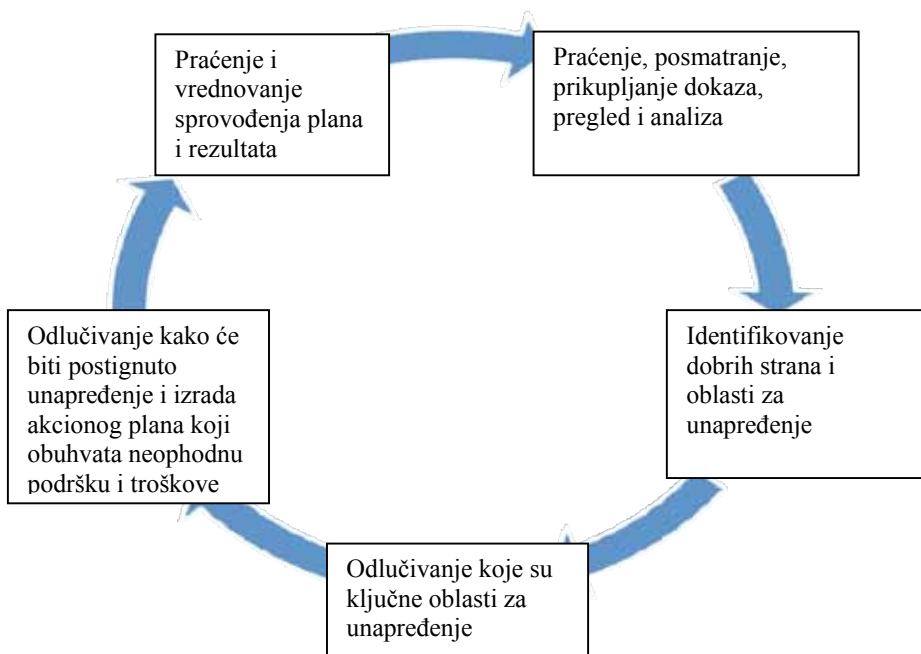 Praćenje i
vrednovanje
sprovođenja plana
i rezultata
Praćenje, posmatranje,
prikupljanje dokaza,
pregled i analiza
Identifikovanje
dobrih strana i
oblasti za
unapređenje
Odlučivanje koje su
ključne oblasti za
unapređenje
Odlučivanje kako će
biti postignuto
unapređenje i izrada
akcionog plana koji
obuhvata neophodnu
podršku i troškove